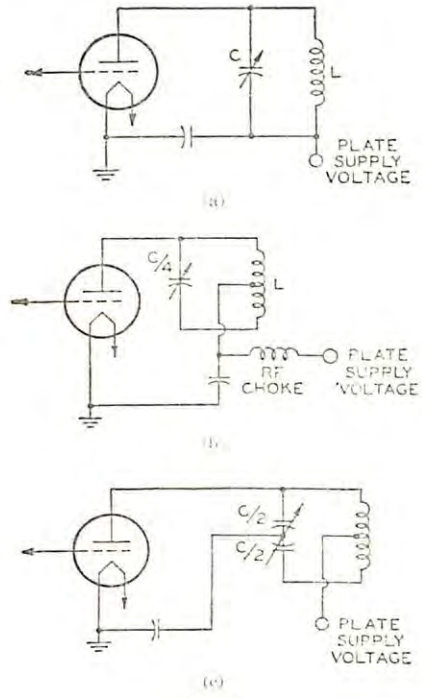 C
L
PLATE
SUPPLY
VOLTAGE
(a)
C/4
L
RF
CHOKE
PLATE
SUPPLY
VOLTAGE
(b)
C/2
C/2
PLATE
SUPPLY
VOLTAGE
(c)